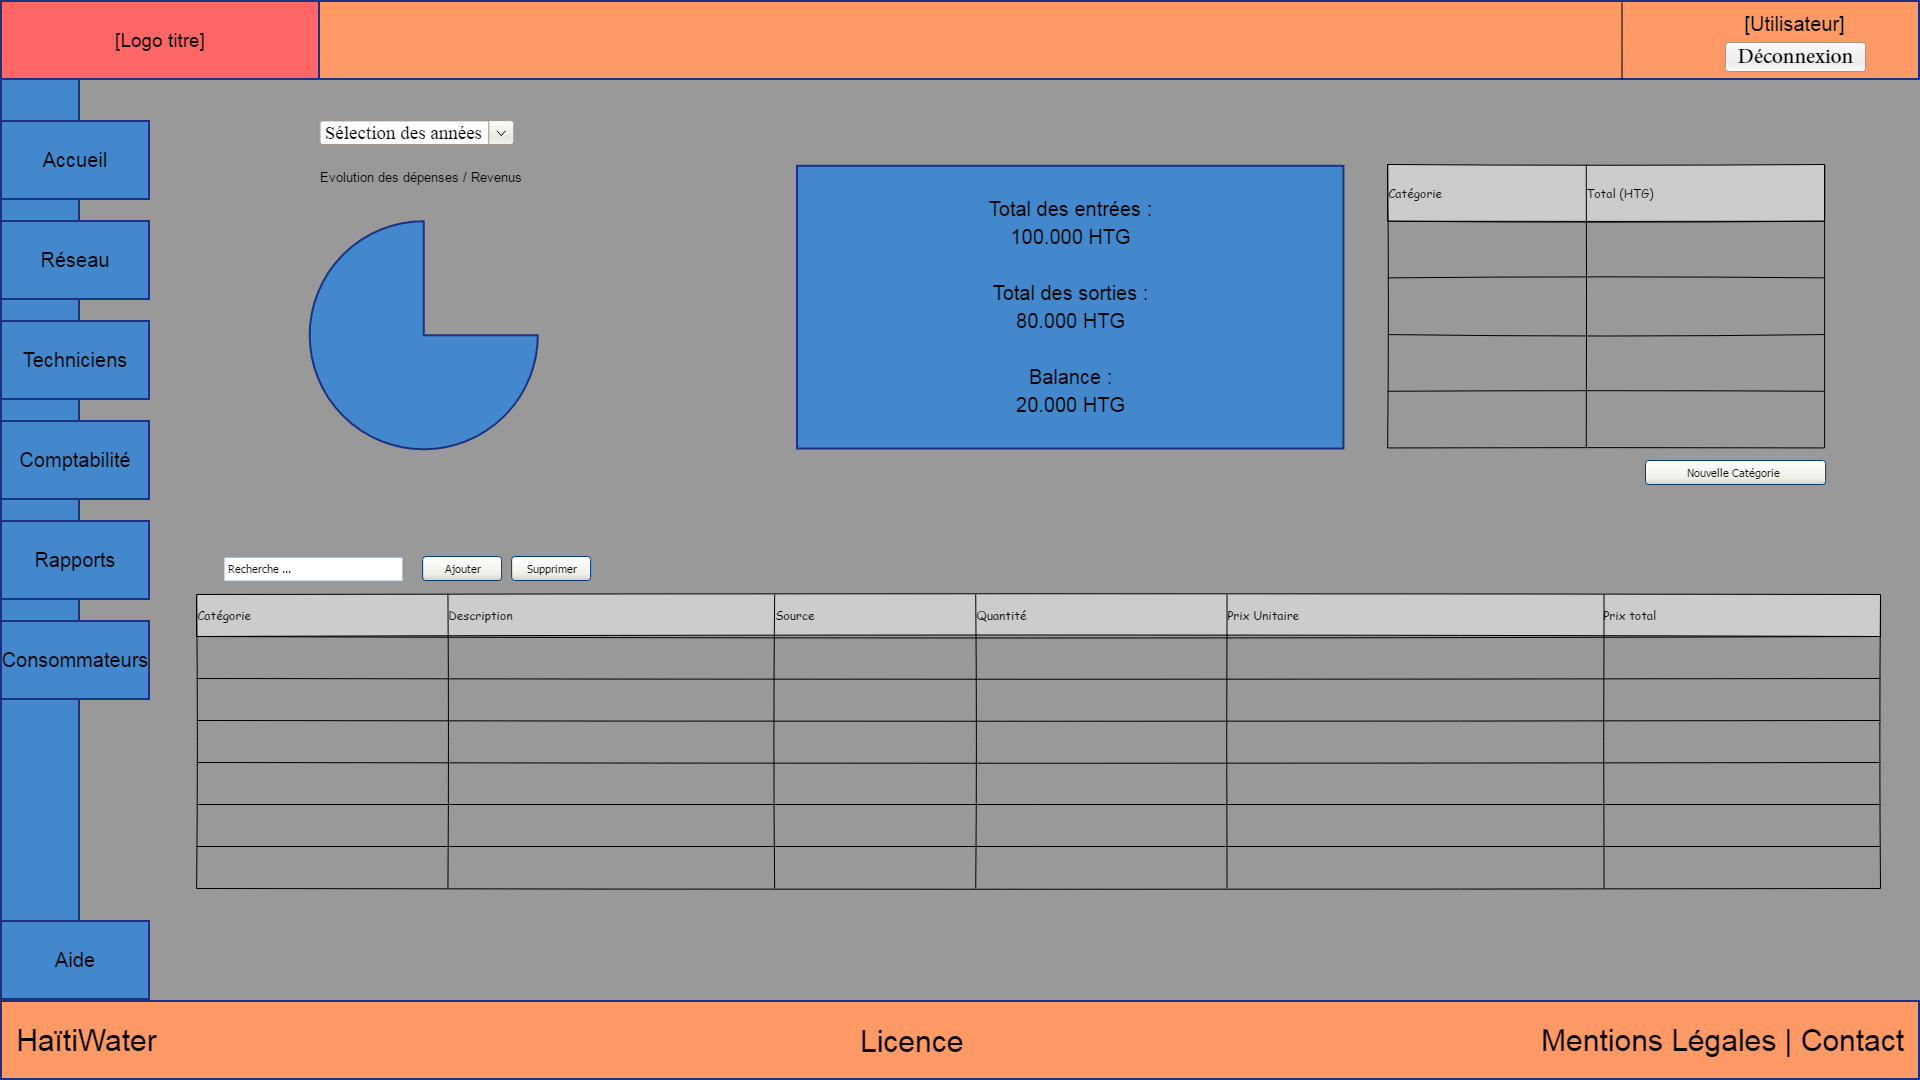 [Logo titre]
[Utilisateur]
Déconnexion
Accueil
Réseau
Techniciens
Comptabilité
Rapports
Consommateurs
Aide
Sélection des années
Evolution des dépenses / Revenus
Total des entrées :
100.000 HTG
Total des sorties :
80.000 HTG
Balance :
20.000 HTG
Catégorie Total (HTG)
Nouvelle Catégorie
Recherche ... Ajouter Supprimer
Catégorie Description Source Quantité Prix Unitaire Prix total
HaïtiWater Licence Mentions Légales | Contact